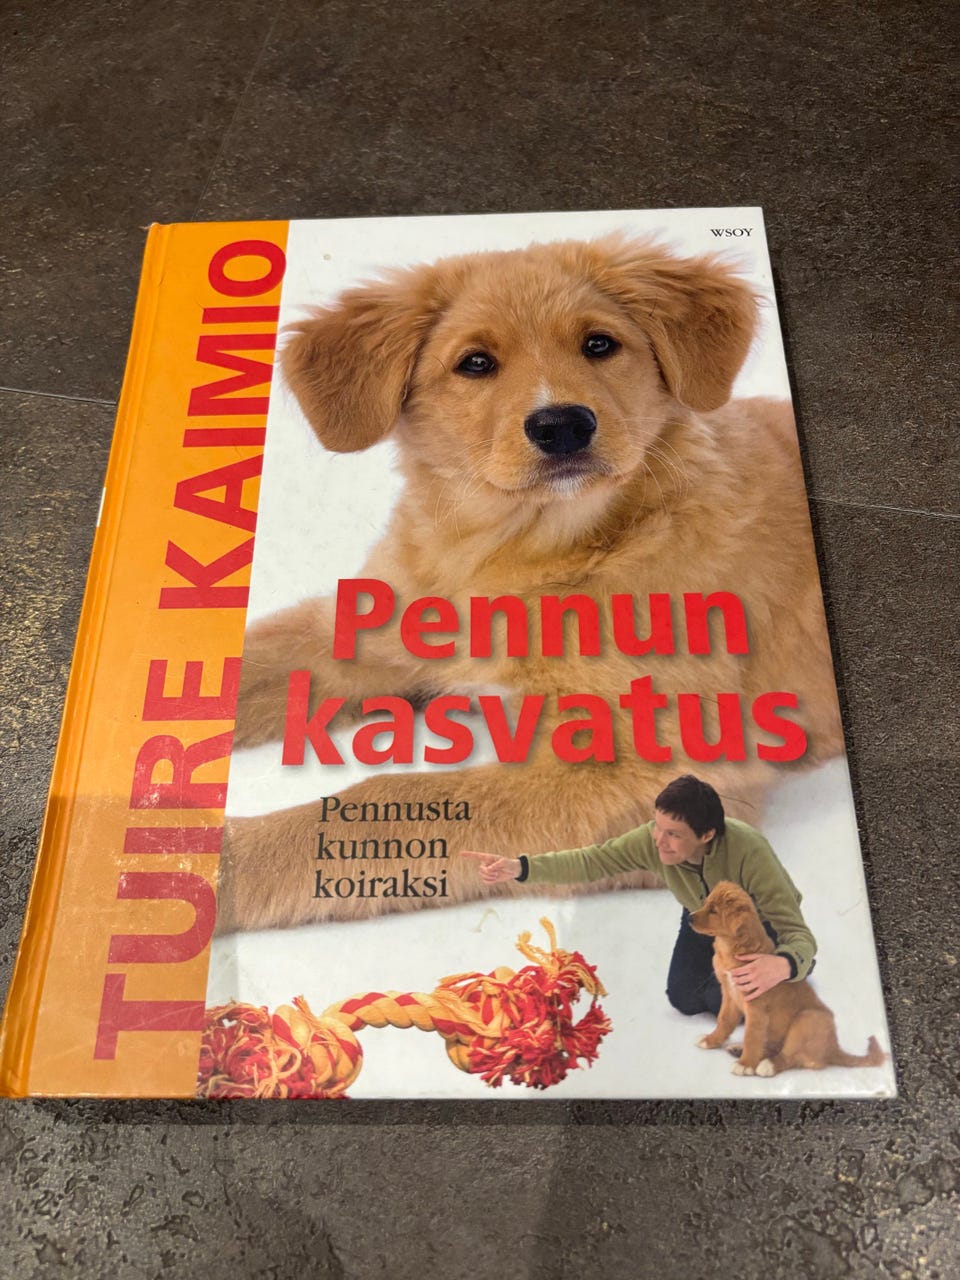 WSOY
TUIRE KAIMIO
Pennun
kasvatus
Pennusta
kunnon
koiraksi